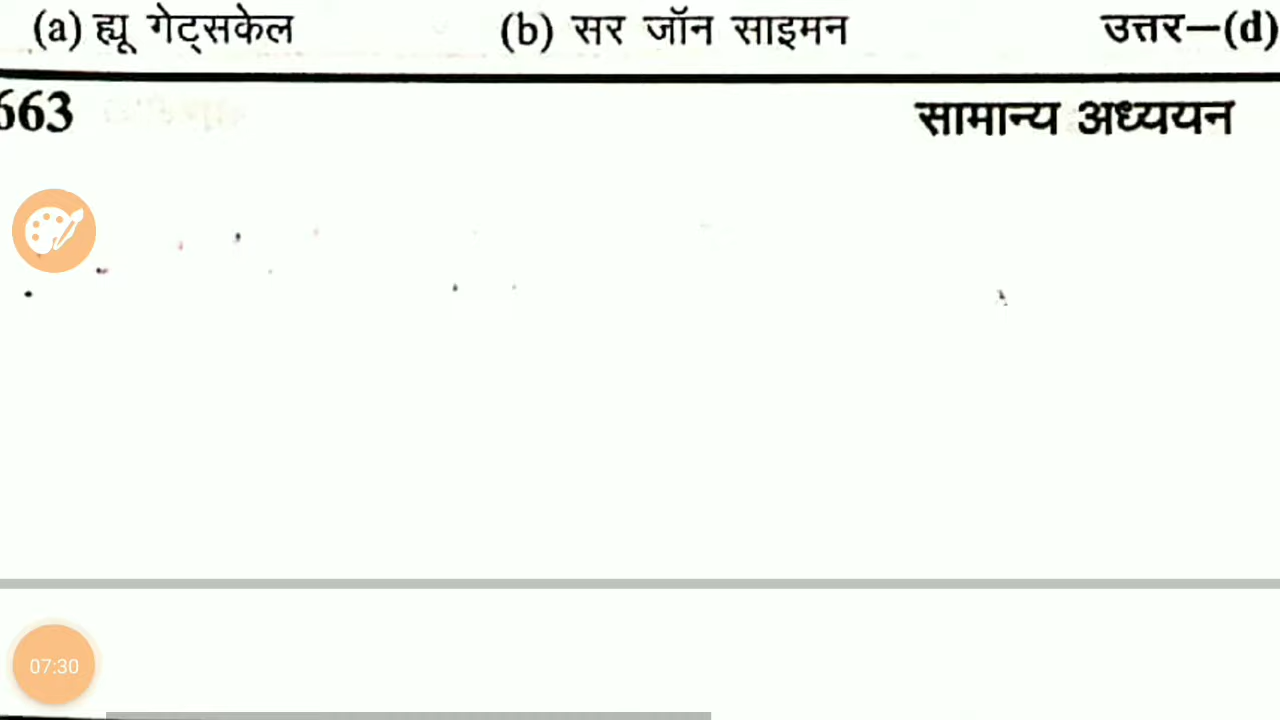 (a) ह्यू गेट्सकेल (b) सर जॉन साइमन उत्तर–(d)
663 सामान्य अध्ययन
07:30